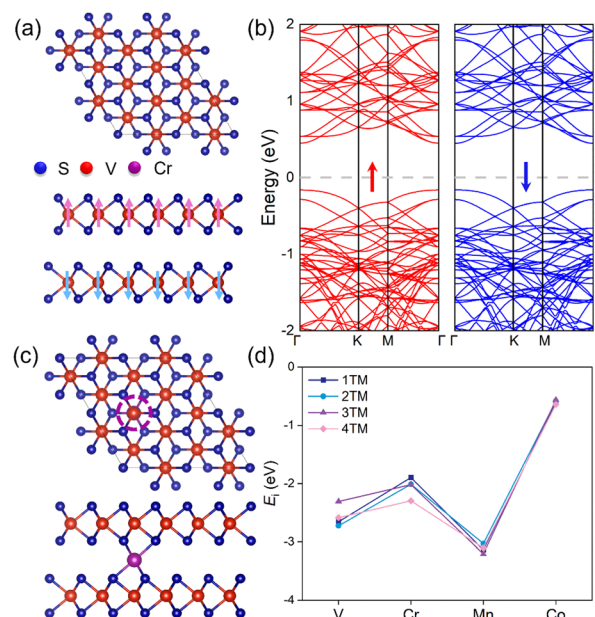 (a)
S V Cr
(b)
Energy (eV)
2
1
0
-1
-2
Γ K M Γ Γ K M
(c)
(d)
1TM
2TM
3TM
4TM
Ei (eV)
0
-1
-2
-3
-4
V Cr Mn Co